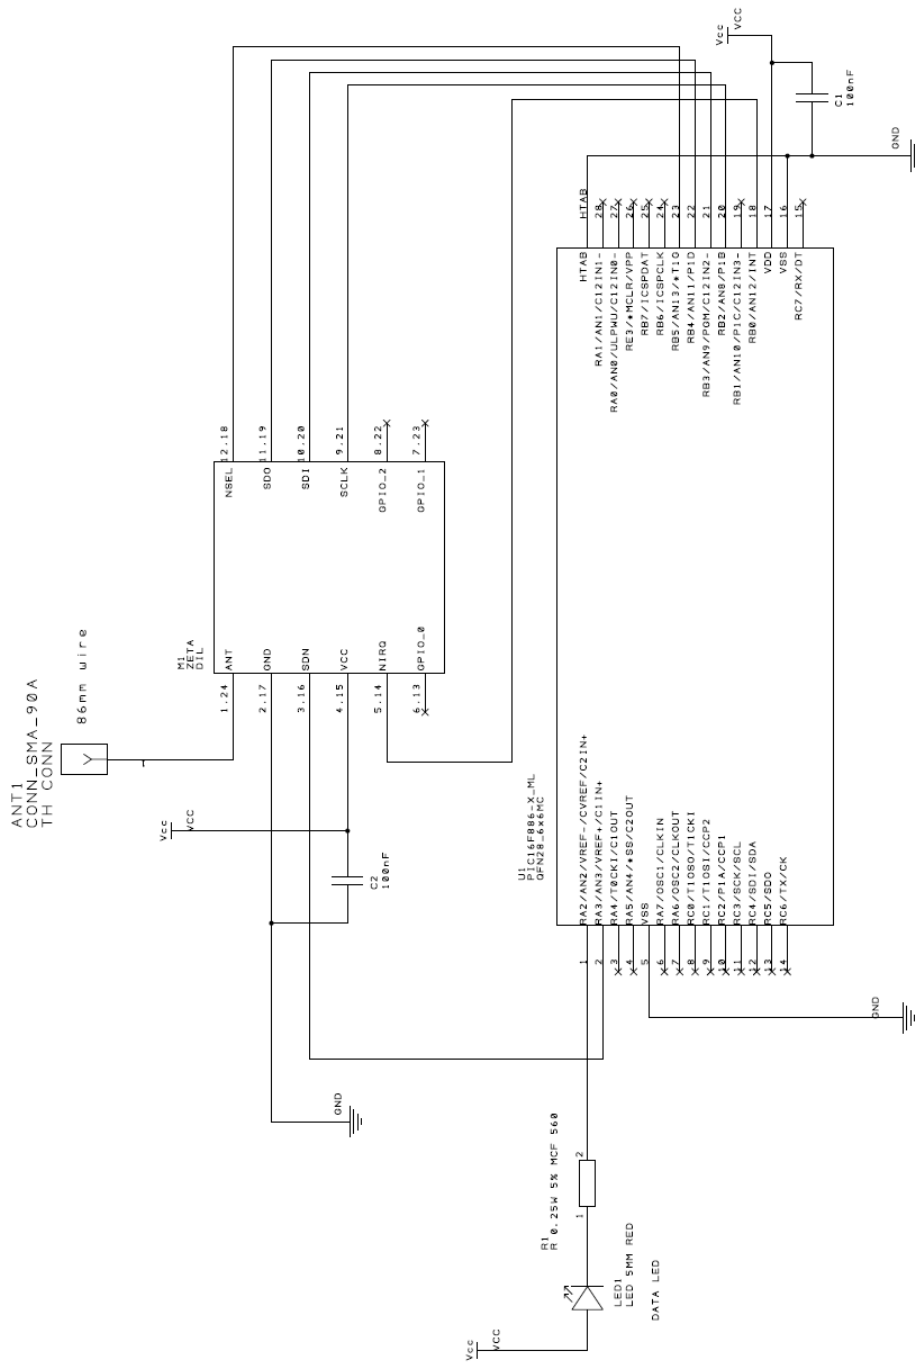 ANT1
CONN_SMA_90A
TH CONN
86mm wire
Vcc
VCC
M1
ZETA
DIL
1.24
ANT
2.17
GND
3.16
SDN
4.15
VCC
5.14
NIRQ
6.13
GPIO_0
NSEL
12.18
SDO
11.19
SDI
10.20
SCLK
9.21
GPIO_2
8.22
GPIO_1
7.23
C2
100nF
GND
U1
PIC16F886-X_ML
QFN28_6x6MC
1
RA2/AN2/VREF-/CVREF/C2IN+
2
RA3/AN3/VREF+/C1IN+
3
RA4/T0CKI/C1OUT
4
RA5/AN4/*SS/C2OUT
5
VSS
6
RA7/OSC1/CLKIN
7
RA6/OSC2/CLKOUT
8
RC0/T1OSO/T1CKI
9
RC1/T1OSI/CCP2
10
RC2/P1A/CCP1
11
RC3/SCK/SCL
12
RC4/SDI/SDA
13
RC5/SDO
14
RC6/TX/CK
HTAB
HTAB
RA1/AN1/C12IN1-
28
RA0/AN0/ULPWU/C12IN0-
27
RE3/*MCLR/VPP
26
RB7/ICSPDAT
25
RB6/ICSPCLK
24
RB5/AN13/*T1G
23
RB4/AN11/P1D
22
RB3/AN9/PGM/C12IN2-
21
RB2/AN8/P1B
20
RB1/AN10/P1C/C12IN3-
19
RB0/AN12/INT
18
VDD
17
VSS
16
RC7/RX/DT
15
Vcc
VCC
C1
100nF
GND
GND
R1
R 0.25W 5% MCF 560
1
2
LED1
LED 5MM RED
DATA LED
Vcc
VCC